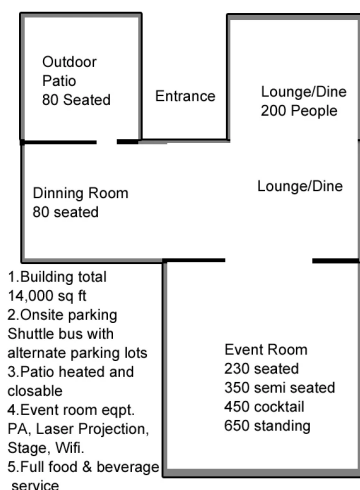 Outdoor
Patio
80 Seated
Entrance
Lounge/Dine
200 People
Dinning Room
80 seated
Lounge/Dine
1.Building total
14,000 sq ft
2.Onsite parking
Shuttle bus with
alternate parking lots
3.Patio heated and
closable
4.Event room eqpt.
PA, Laser Projection,
Stage, Wifi.
5.Full food & beverage
service
Event Room
230 seated
350 semi seated
450 cocktail
650 standing